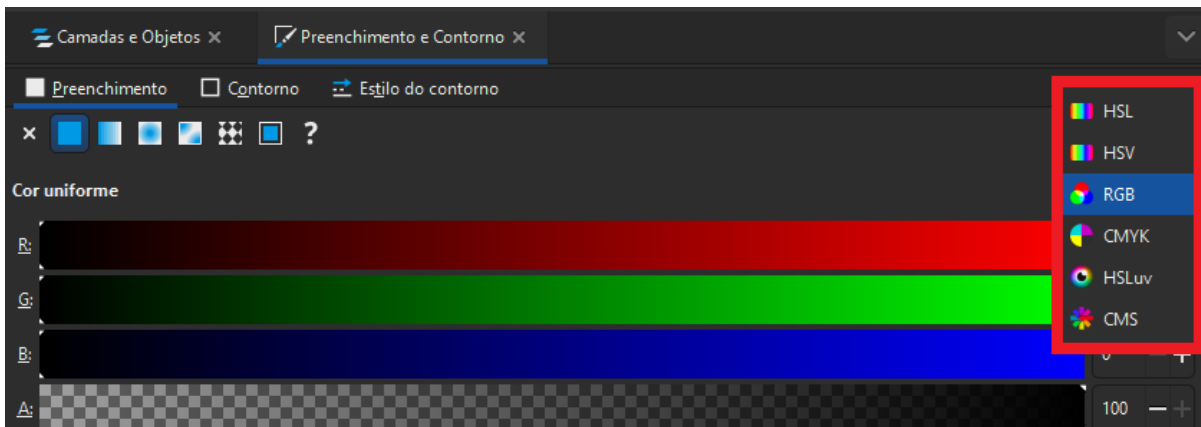 Camadas e Objetos × Preenchimento e Contorno ×
Preenchimento Contorno Estilo do contorno
× ?
HSL
HSV
Cor uniforme
RGB
R:
CMYK
G:
HSLuv
CMS
B: 0 − +
A: 100 − +